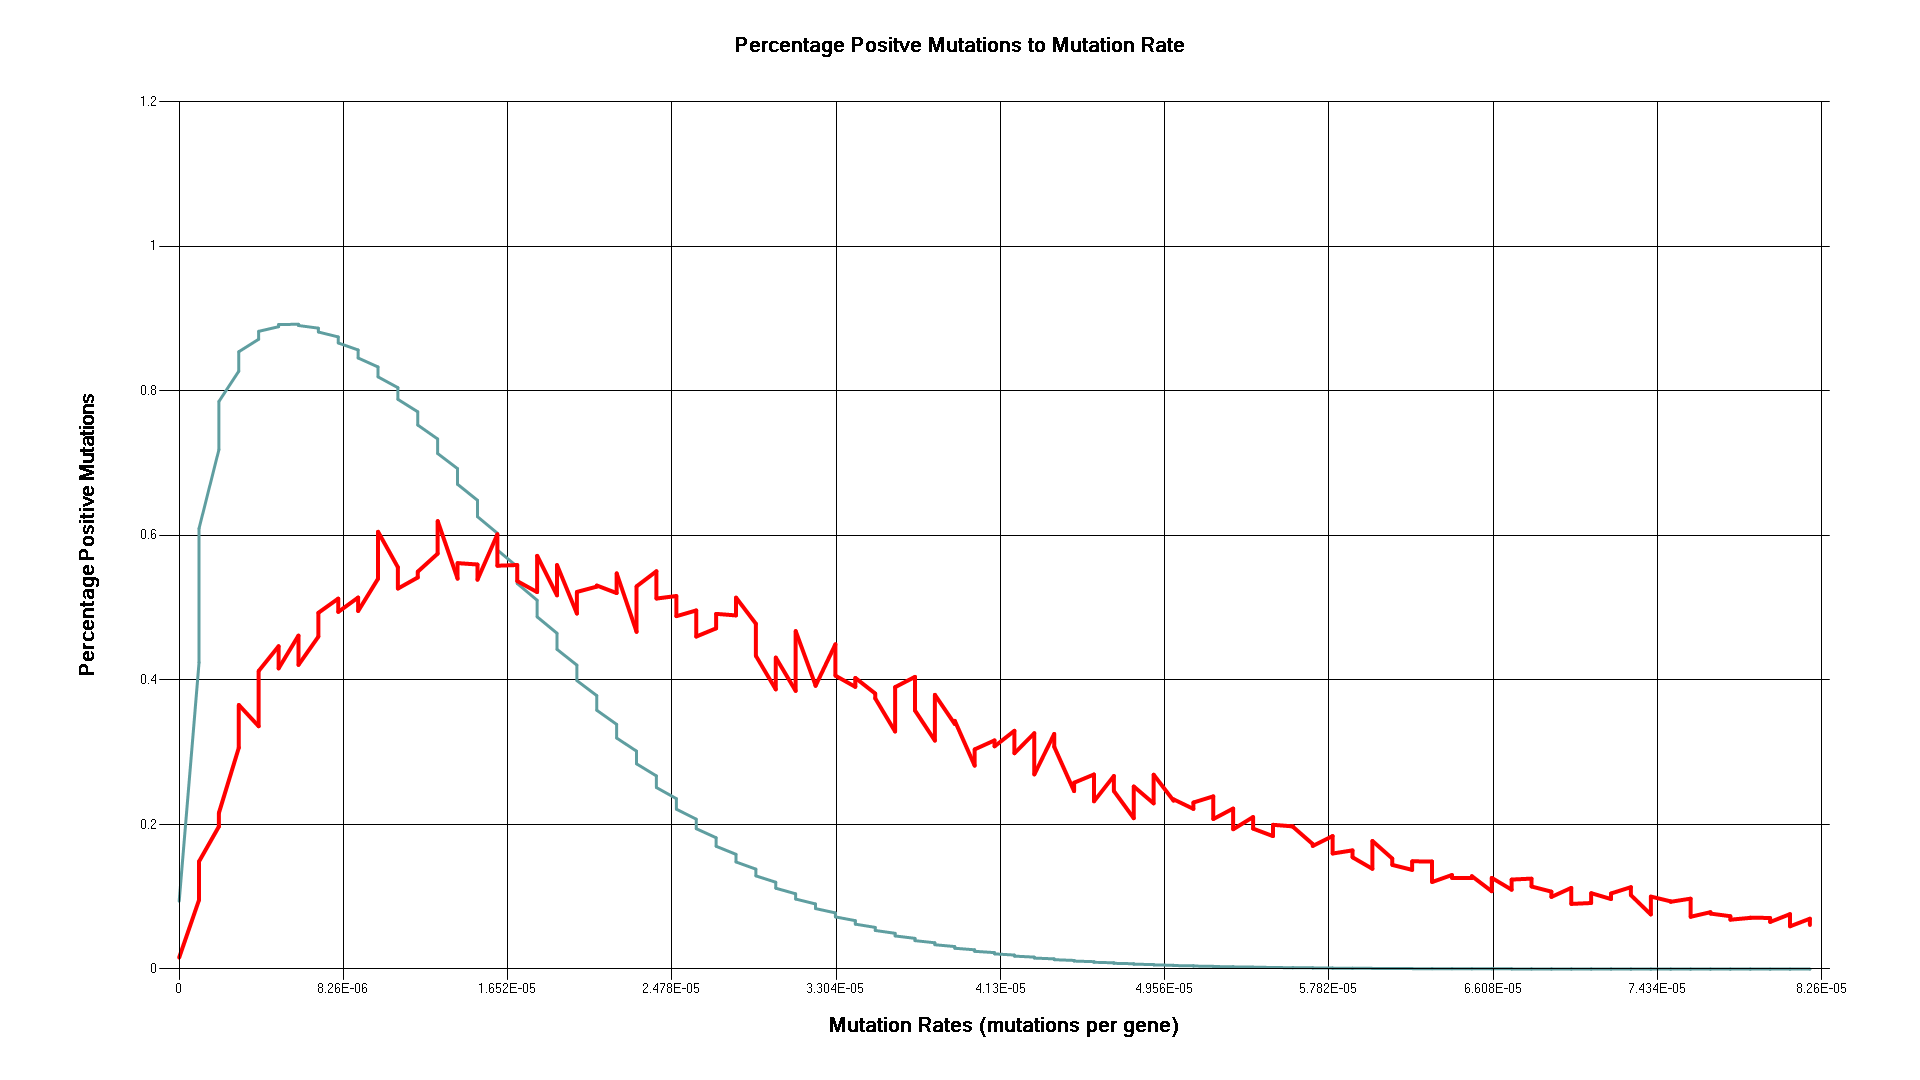 Percentage Positve Mutations to Mutation Rate
1.2
1
0.8
0.6
0.4
0.2
0
Percentage Positive Mutations
0 8.26E-06 1.652E-05 2.478E-05 3.304E-05 4.13E-05 4.956E-05 5.782E-05 6.608E-05 7.434E-05 8.26E-05
Mutation Rates (mutations per gene)